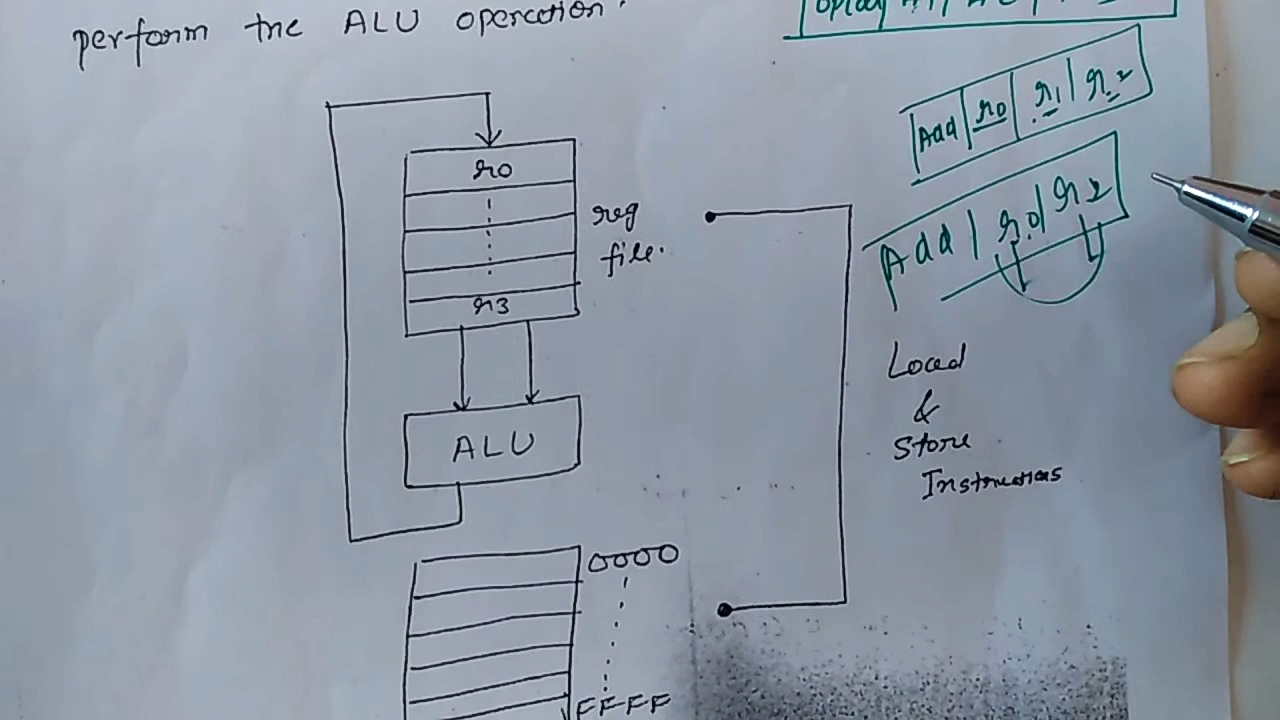 perform the ALU operation.
r0
reg
file.
r3
ALU
0000
FFFF
Add | r0 | r1 | r2
Add | r0 | r2
Load
&
Store
Instructions